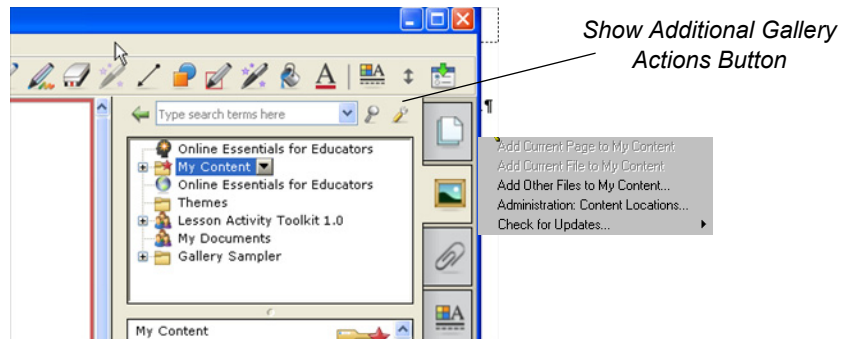 Show Additional Gallery
Actions Button
Type search terms here
¶
Online Essentials for Educators
My Content
Online Essentials for Educators
Themes
Lesson Activity Toolkit 1.0
My Documents
Gallery Sampler
Add Current Page to My Content
Add Current File to My Content
Add Other Files to My Content...
Administration: Content Locations...
Check for Updates...
My Content